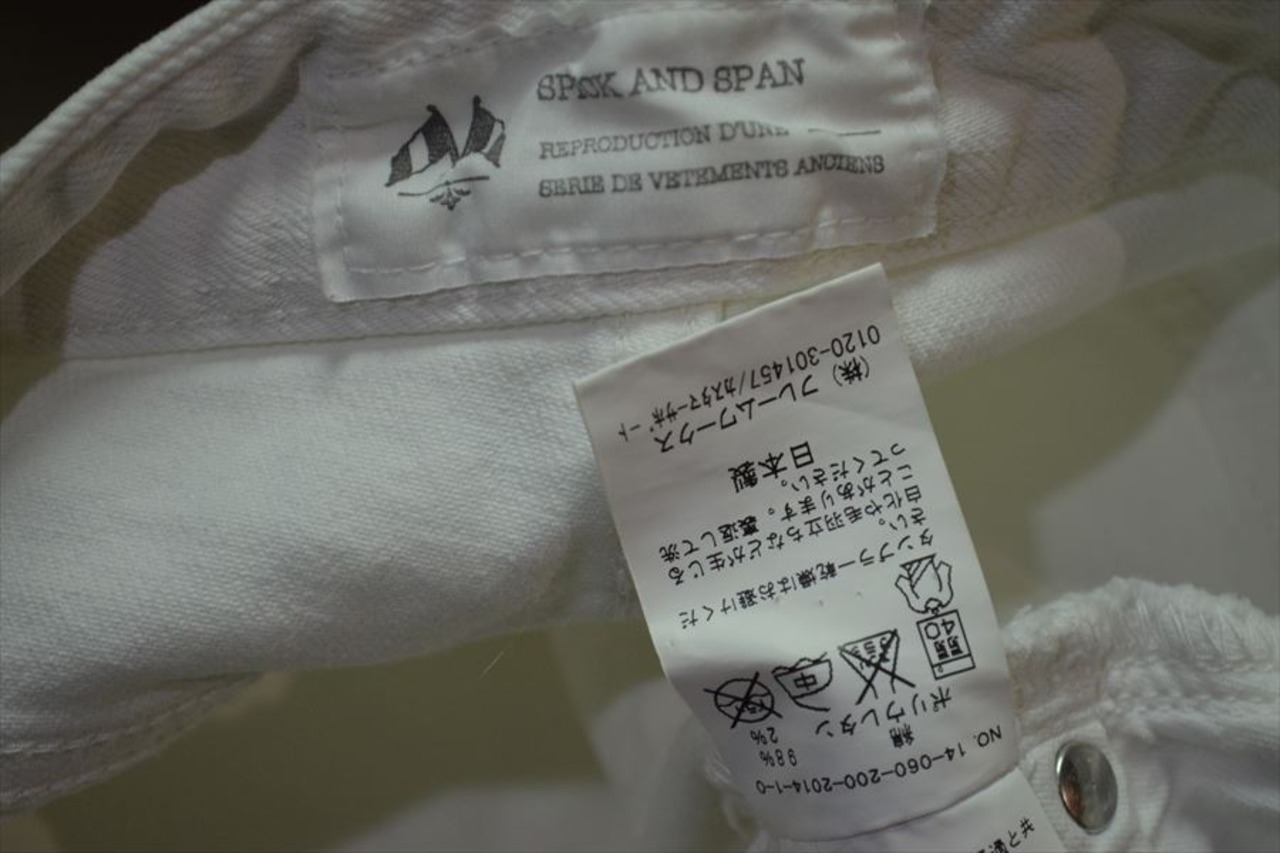 SPICK AND SPAN
REPRODUCTION D'UNE
SERIE DE VETEMENTS ANCIENS
NO. 14-060-200-2014-1-0
綿 98%
ポリウレタン 2%
40
中
タンブラー乾燥はお避けくだ
さい。
白化や毛羽立ちなどが生じる
ことがあります。裏返して洗
ってください。
日本製
(株) フレームワークス
0120-301457/カスタマーサポート